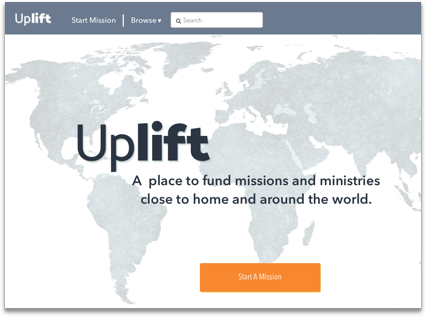 Uplift Start Mission Browse ▾ Search
Uplift
A place to fund missions and ministries
close to home and around the world.
Start A Mission